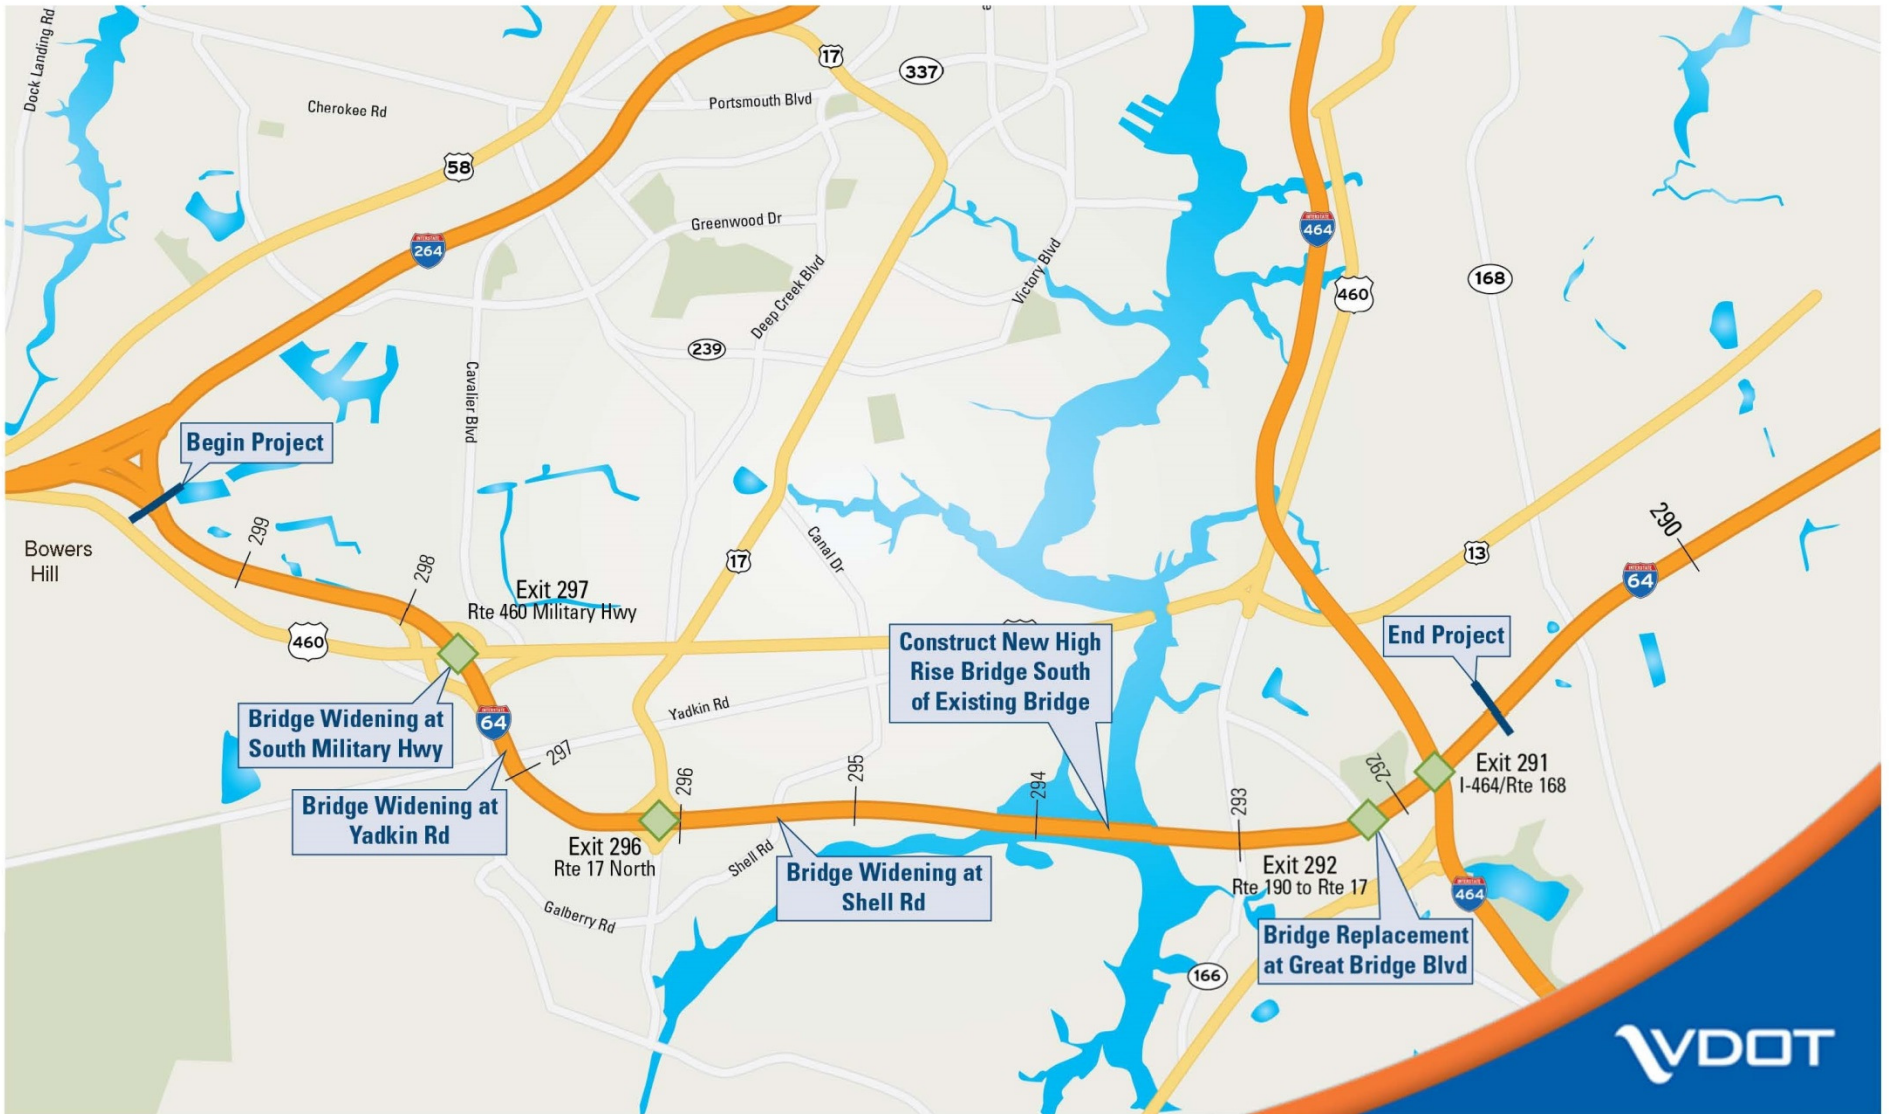 Dock Landing Rd
Cherokee Rd
58
17
337
Portsmouth Blvd
INTERSTATE
264
Greenwood Dr
Deep Creek Blvd
Victory Blvd
INTERSTATE
464
460
168
239
Cavalier Blvd
Begin Project
Bowers
Hill
299
298
Exit 297
Rte 460 Military Hwy
460
17
Canal Dr
13
290
INTERSTATE
64
Construct New High
Rise Bridge South
of Existing Bridge
End Project
Bridge Widening at
South Military Hwy
INTERSTATE
64
Yadkin Rd
297
Bridge Widening at
Yadkin Rd
296
295
294
293
292
Exit 291
I-464/Rte 168
Exit 296
Rte 17 North
Shell Rd
Bridge Widening at
Shell Rd
Galberry Rd
Exit 292
Rte 190 to Rte 17
INTERSTATE
464
Bridge Replacement
at Great Bridge Blvd
166
VDOT